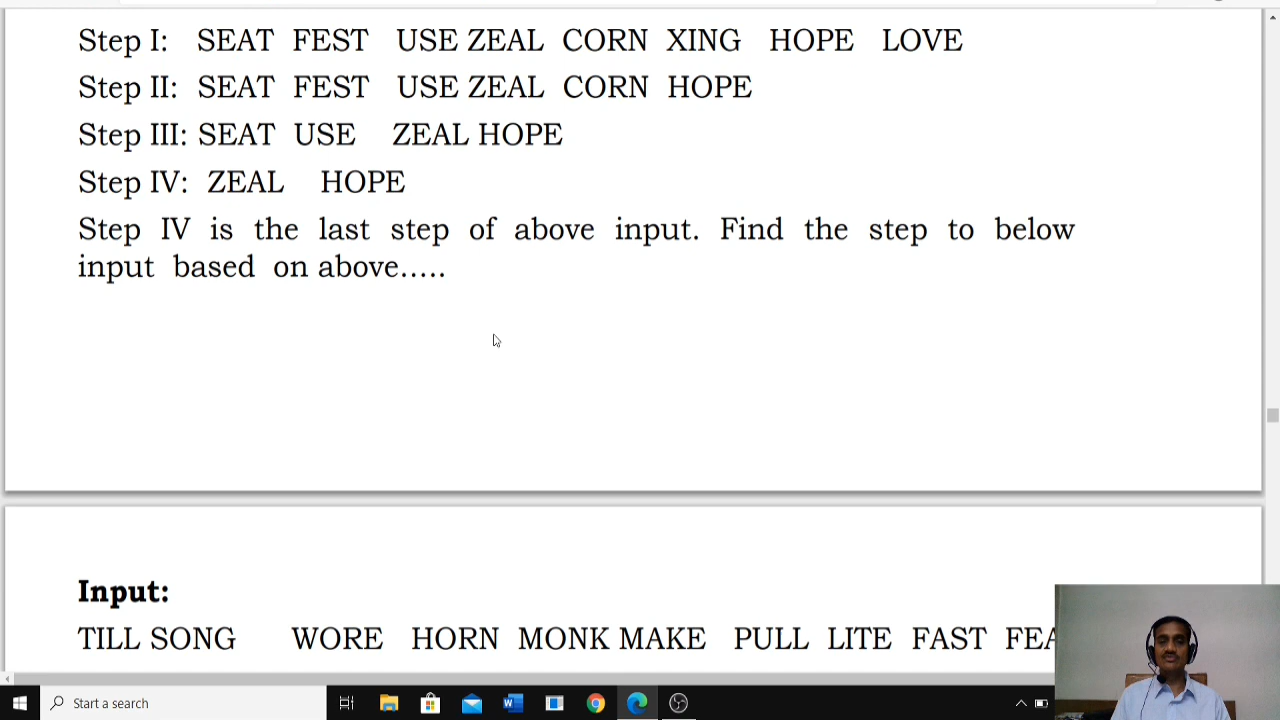 Step I: SEAT FEST USE ZEAL CORN XING HOPE LOVE
Step II: SEAT FEST USE ZEAL CORN HOPE
Step III: SEAT USE ZEAL HOPE
Step IV: ZEAL HOPE
Step IV is the last step of above input. Find the step to below
input based on above.....
Input:
TILL SONG WORE HORN MONK MAKE PULL LITE FAST
Start a search